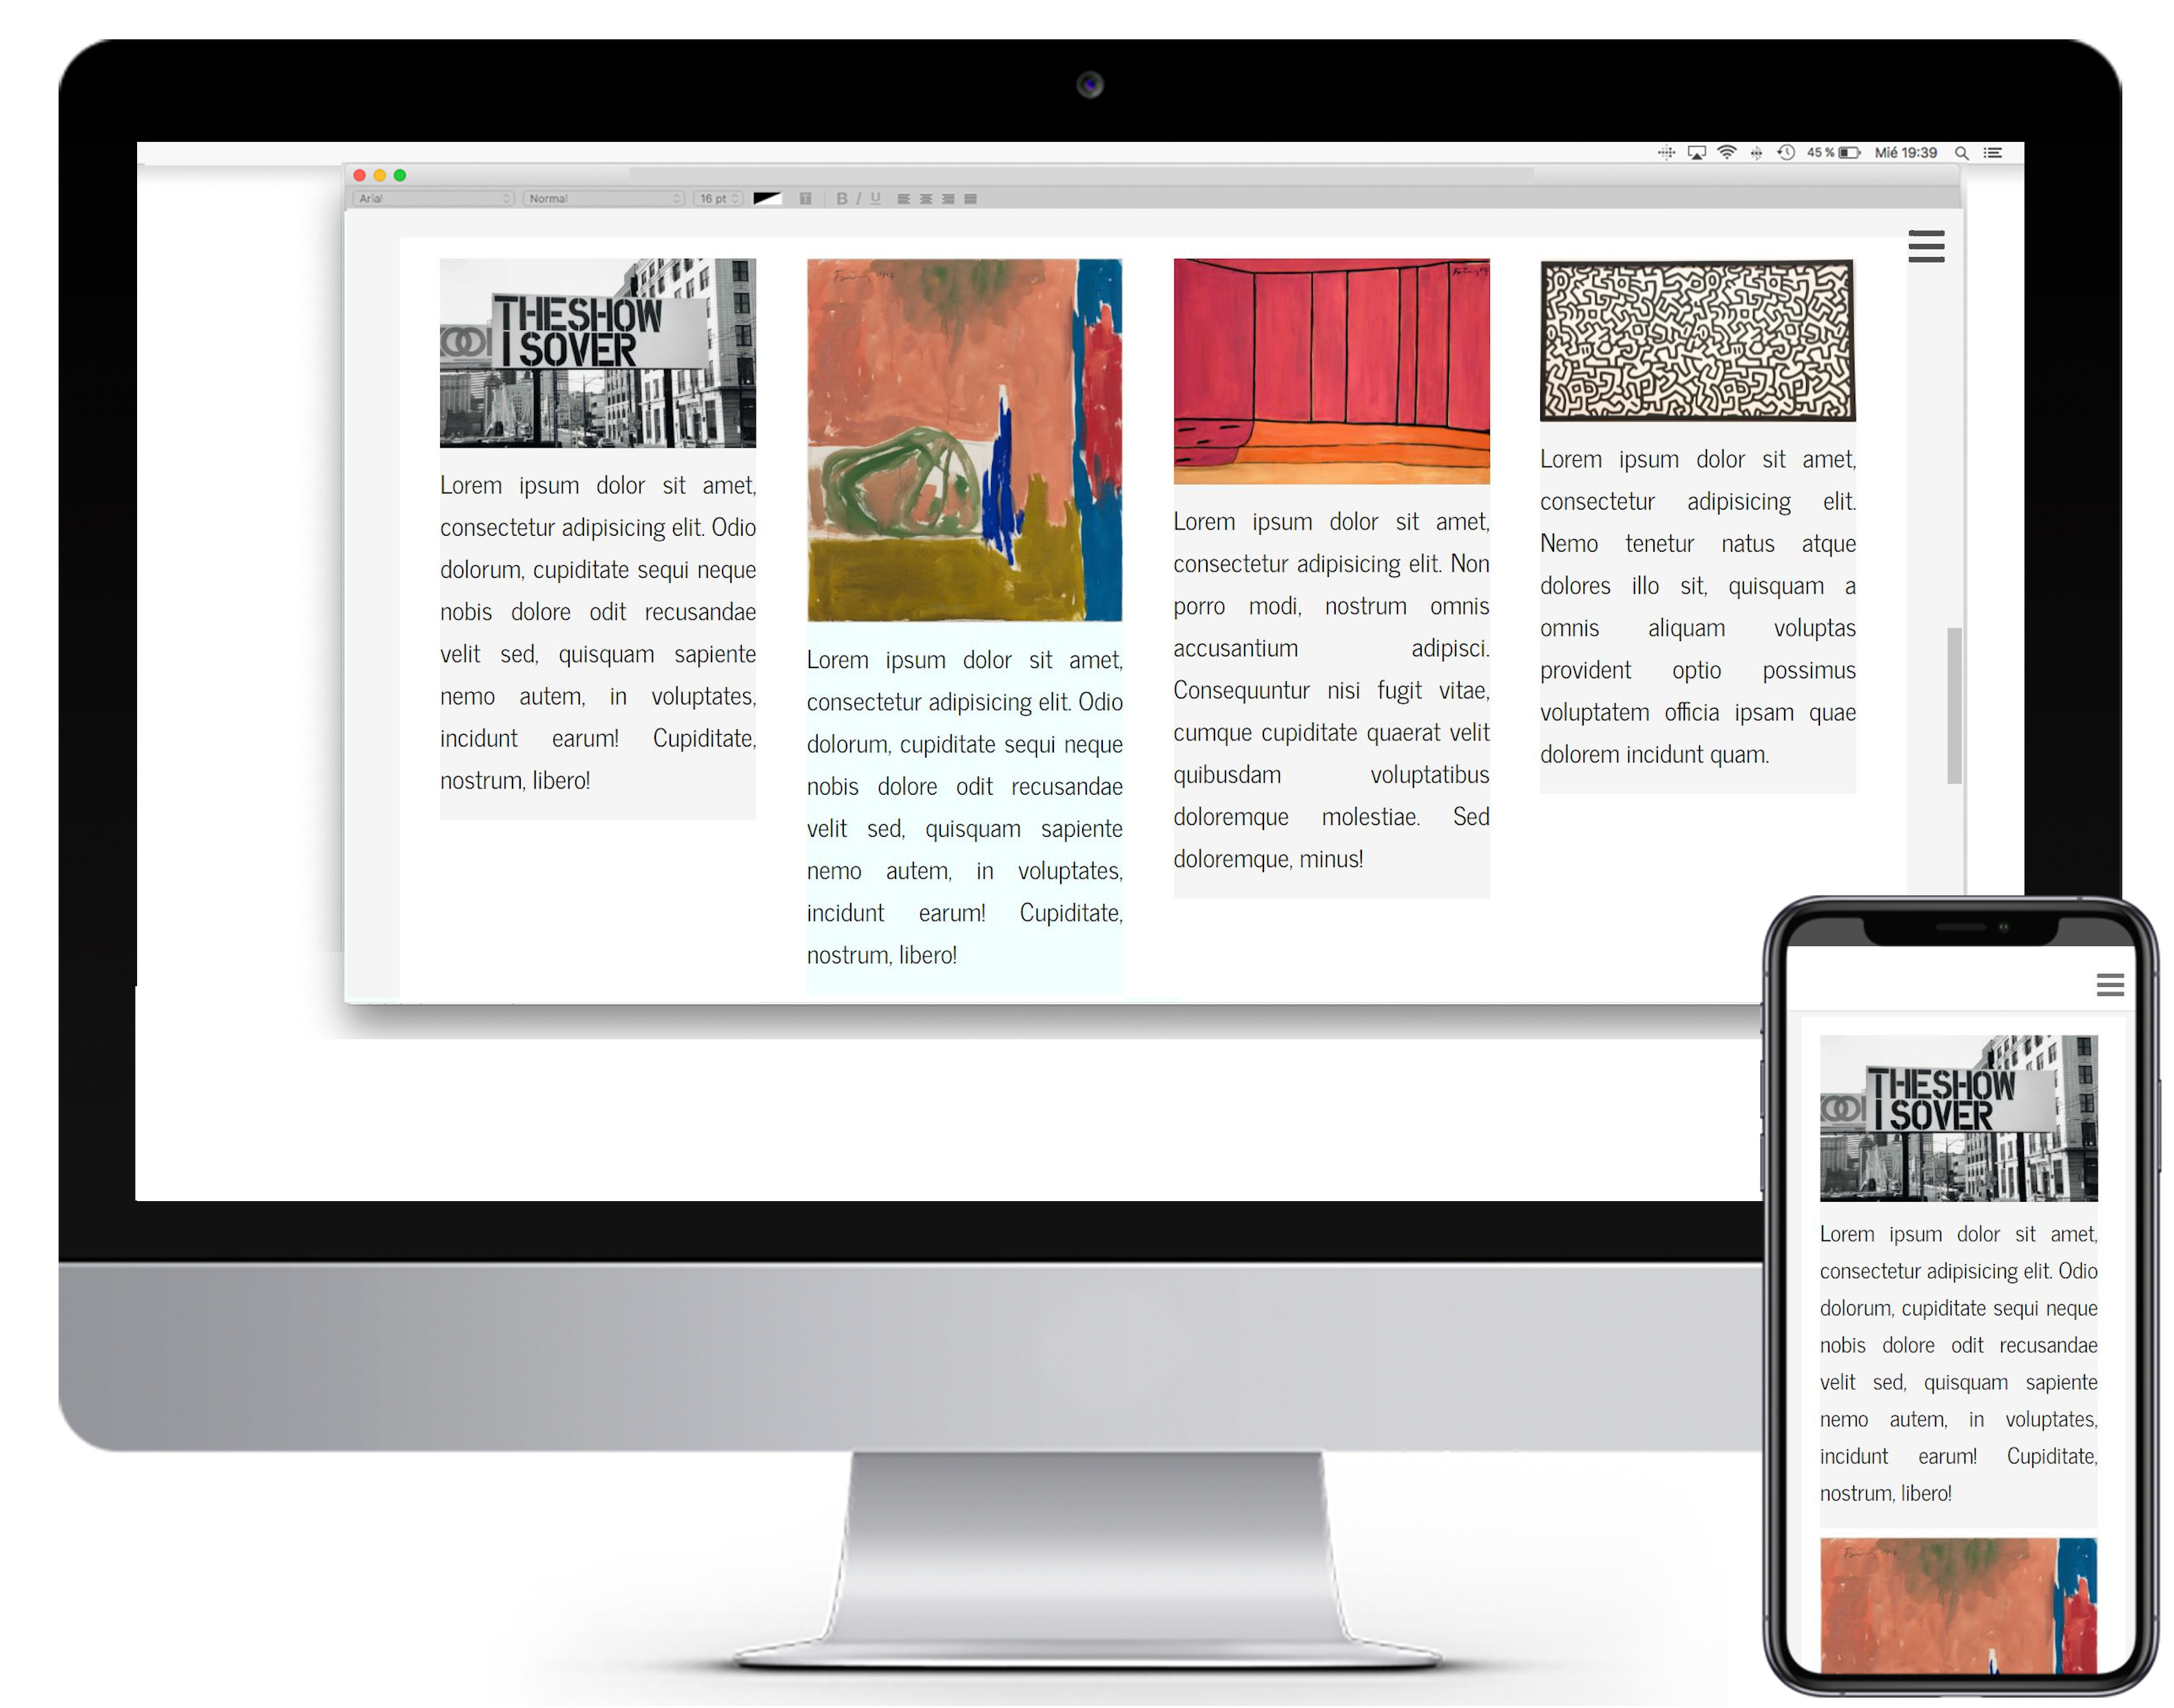 45 %
Mié 19:39
Arial
Normal
16 pt
T
B I U
THESHOW
I SOVER
Lorem ipsum dolor sit amet,
consectetur adipisicing elit. Odio
dolorum, cupiditate sequi neque
nobis dolore odit recusandae
velit sed, quisquam sapiente
nemo autem, in voluptates,
incidunt earum! Cupiditate,
nostrum, libero!
Lorem ipsum dolor sit amet,
consectetur adipisicing elit. Odio
dolorum, cupiditate sequi neque
nobis dolore odit recusandae
velit sed, quisquam sapiente
nemo autem, in voluptates,
incidunt earum! Cupiditate,
nostrum, libero!
Lorem ipsum dolor sit amet,
consectetur adipisicing elit. Non
porro modi, nostrum omnis
accusantium adipisci.
Consequuntur nisi fugit vitae,
cumque cupiditate quaerat velit
quibusdam voluptatibus
doloremque molestiae. Sed
doloremque, minus!
Lorem ipsum dolor sit amet,
consectetur adipisicing elit.
Nemo tenetur natus atque
dolores illo sit, quisquam a
omnis aliquam voluptas
provident optio possimus
voluptatem officia ipsam quae
dolorem incidunt quam.
THESHOW
I SOVER
Lorem ipsum dolor sit amet,
consectetur adipisicing elit. Odio
dolorum, cupiditate sequi neque
nobis dolore odit recusandae
velit sed, quisquam sapiente
nemo autem, in voluptates,
incidunt earum! Cupiditate,
nostrum, libero!